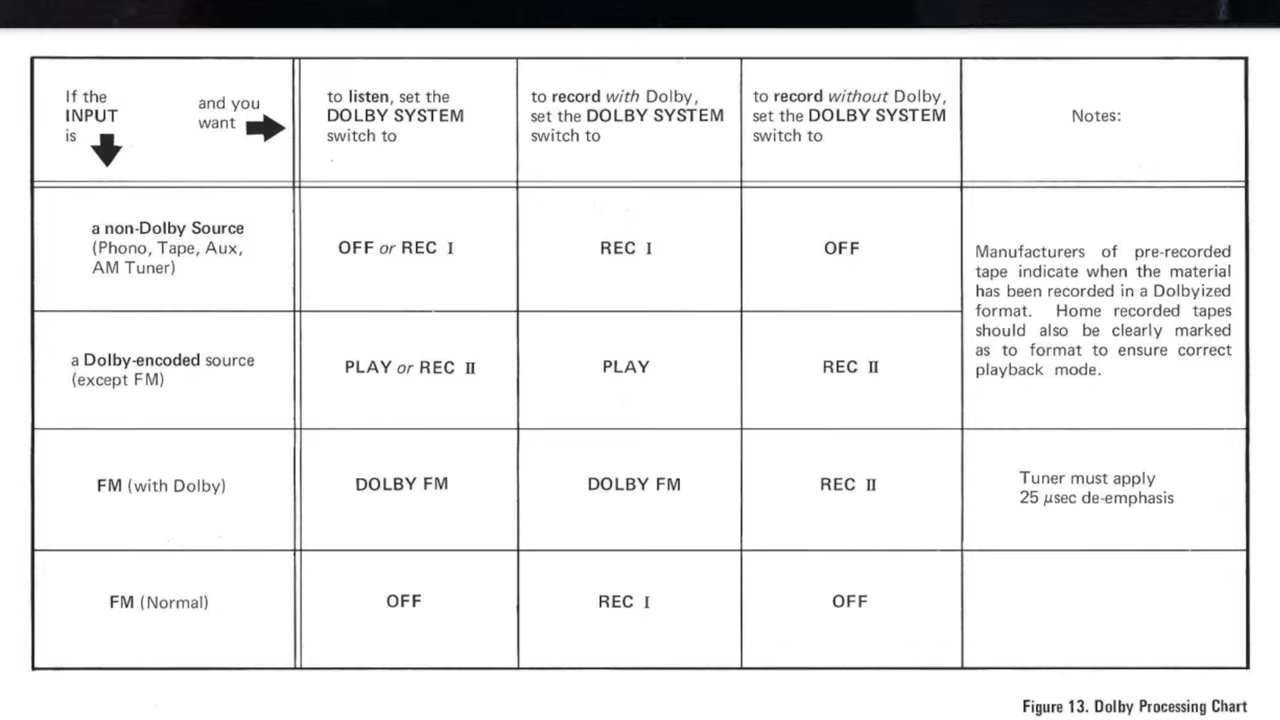 If the
INPUT
is
and you
want
to listen, set the
DOLBY SYSTEM
switch to
to record with Dolby,
set the DOLBY SYSTEM
switch to
to record without Dolby,
set the DOLBY SYSTEM
switch to
Notes:
a non-Dolby Source
(Phono, Tape, Aux,
AM Tuner)
OFF or REC I
REC I
OFF
Manufacturers of pre-recorded
tape indicate when the material
has been recorded in a Dolbyized
format. Home recorded tapes
should also be clearly marked
as to format to ensure correct
playback mode.
a Dolby-encoded source
(except FM)
PLAY or REC II
PLAY
REC II
FM (with Dolby)
DOLBY FM
DOLBY FM
REC II
Tuner must apply
25 μsec de-emphasis
FM (Normal)
OFF
REC I
OFF
Figure 13. Dolby Processing Chart